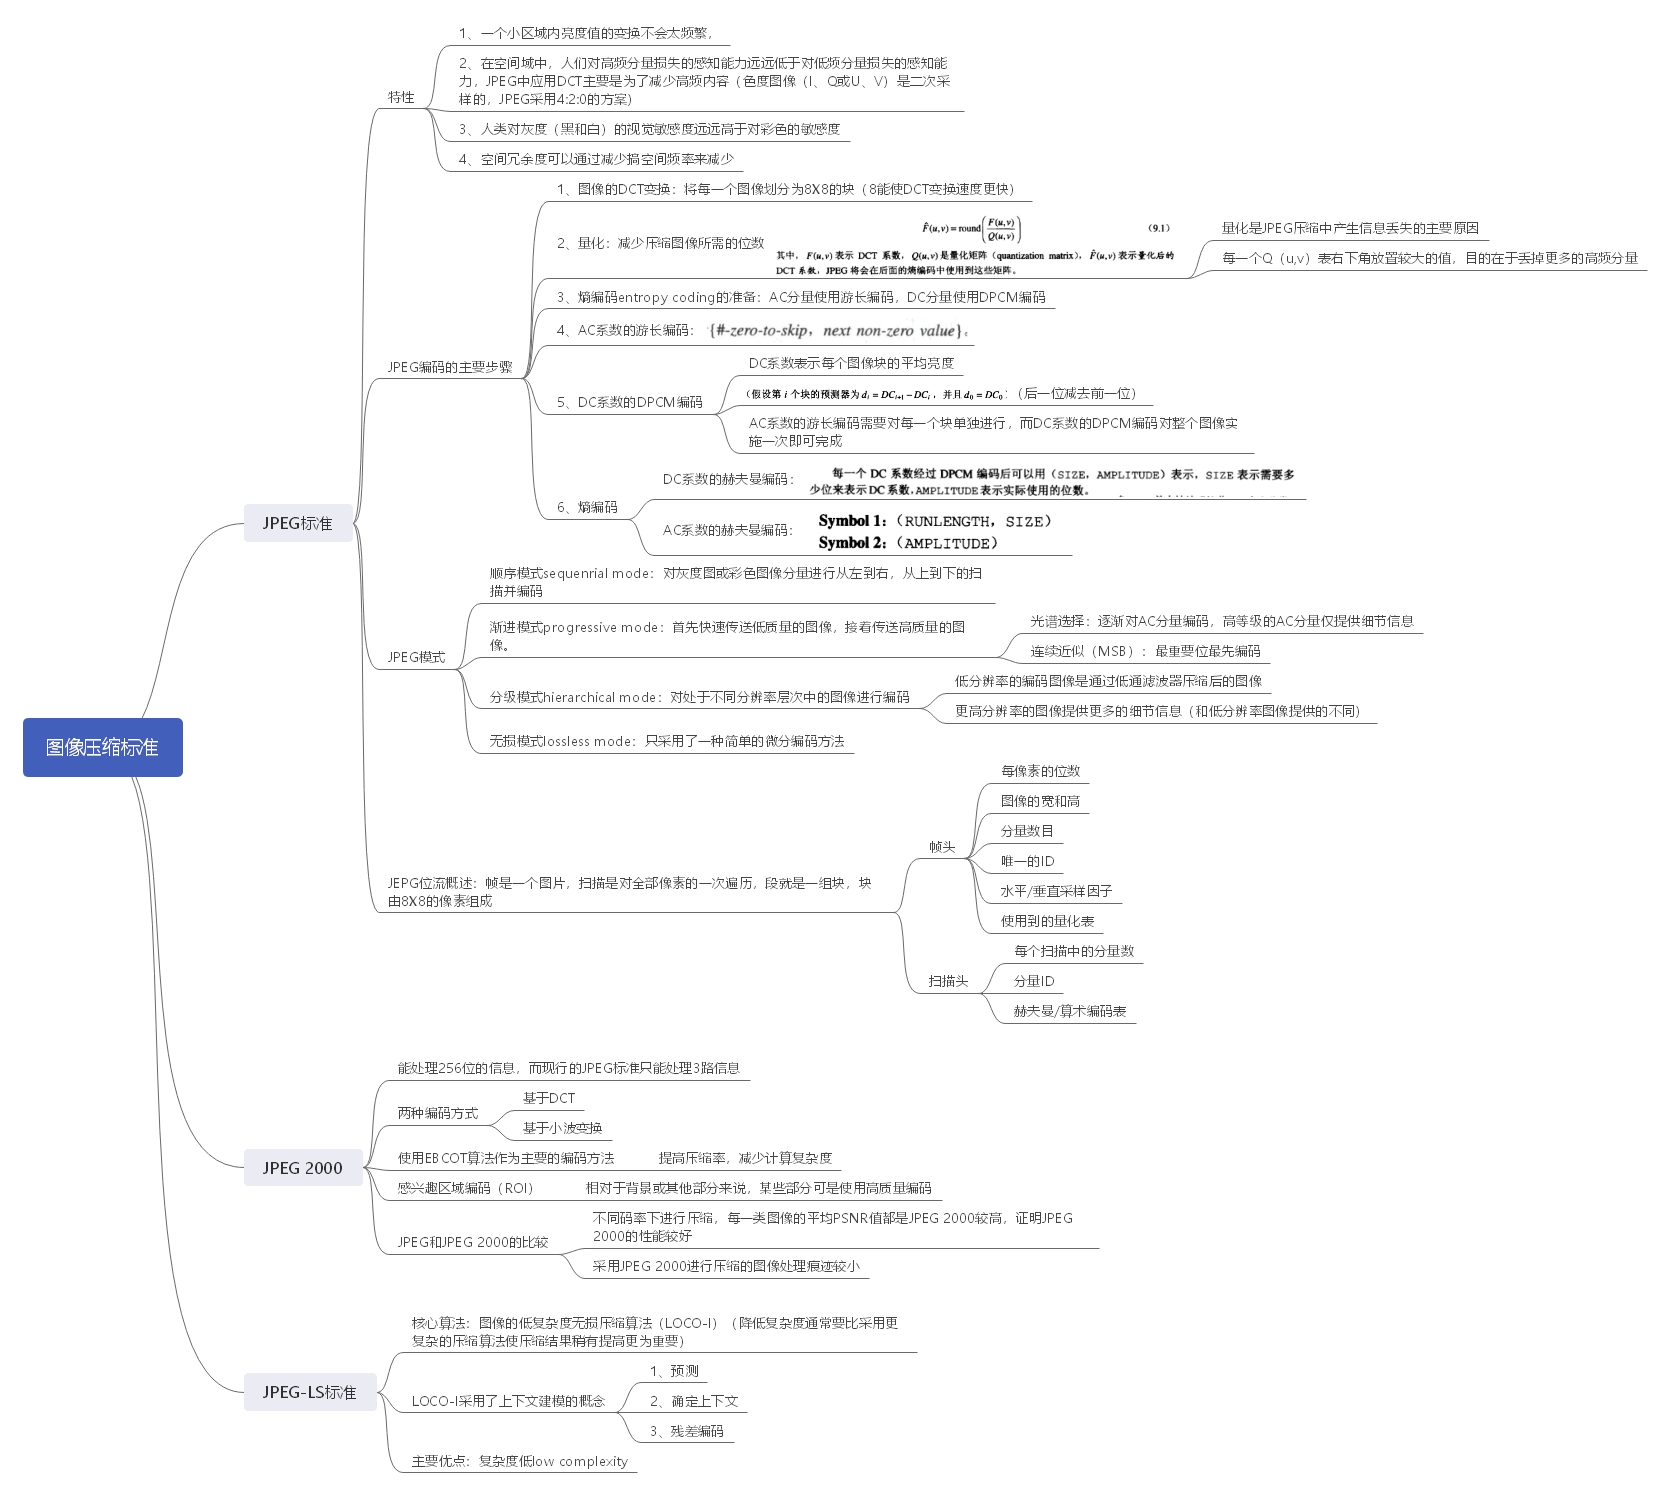 图像压缩标准
JPEG标准
特性
1、一个小区域内亮度值的变换不会太频繁，
2、在空间域中，人们对高频分量损失的感知能力远远低于对低频分量损失的感知能
力，JPEG中应用DCT主要是为了减少高频内容（色度图像（I、Q或U、V）是二次采
样的，JPEG采用4:2:0的方案）
3、人类对灰度（黑和白）的视觉敏感度远远高于对彩色的敏感度
4、空间冗余度可以通过减少搞空间频率来减少
JPEG编码的主要步骤
1、图像的DCT变换：将每一个图像划分为8X8的块（8能使DCT变换速度更快）
2、量化：减少压缩图像所需的位数
F̂(u,v) = round(F(u,v)/Q(u,v)) （9.1）
其中，F(u,v) 表示 DCT 系数，Q(u,v) 是量化矩阵（quantization matrix），F̂(u,v) 表示量化后的
DCT 系数，JPEG 将会在后面的熵编码中使用到这些矩阵。
量化是JPEG压缩中产生信息丢失的主要原因
每一个Q（u,v）表右下角放置较大的值，目的在于丢掉更多的高频分量
3、熵编码entropy coding的准备：AC分量使用游长编码，DC分量使用DPCM编码
4、AC系数的游长编码： {#-zero-to-skip，next non-zero value}。
5、DC系数的DPCM编码
DC系数表示每个图像块的平均亮度
（假设第 i 个块的预测器为 dᵢ = DCᵢ₊₁ − DCᵢ，并且 d₀ = DC₀）（后一位减去前一位）
AC系数的游长编码需要对每一个块单独进行，而DC系数的DPCM编码对整个图像实
施一次即可完成
6、熵编码
DC系数的赫夫曼编码：
每一个 DC 系数经过 DPCM 编码后可以用（SIZE，AMPLITUDE）表示，SIZE 表示需要多
少位来表示 DC 系数，AMPLITUDE 表示实际使用的位数。
AC系数的赫夫曼编码：
Symbol 1：（RUNLENGTH，SIZE）
Symbol 2：（AMPLITUDE）
JPEG模式
顺序模式sequenrial mode：对灰度图或彩色图像分量进行从左到右，从上到下的扫
描并编码
渐进模式progressive mode：首先快速传送低质量的图像，接着传送高质量的图
像。
光谱选择：逐渐对AC分量编码，高等级的AC分量仅提供细节信息
连续近似（MSB）：最重要位最先编码
分级模式hierarchical mode：对处于不同分辨率层次中的图像进行编码
低分辨率的编码图像是通过低通滤波器压缩后的图像
更高分辨率的图像提供更多的细节信息（和低分辨率图像提供的不同）
无损模式lossless mode：只采用了一种简单的微分编码方法
JEPG位流概述：帧是一个图片，扫描是对全部像素的一次遍历，段就是一组块，块
由8X8的像素组成
帧头
每像素的位数
图像的宽和高
分量数目
唯一的ID
水平/垂直采样因子
使用到的量化表
扫描头
每个扫描中的分量数
分量ID
赫夫曼/算术编码表
JPEG 2000
能处理256位的信息，而现行的JPEG标准只能处理3路信息
两种编码方式
基于DCT
基于小波变换
使用EBCOT算法作为主要的编码方法
提高压缩率，减少计算复杂度
感兴趣区域编码（ROI）
相对于背景或其他部分来说，某些部分可是使用高质量编码
JPEG和JPEG 2000的比较
不同码率下进行压缩，每一类图像的平均PSNR值都是JPEG 2000较高，证明JPEG
2000的性能较好
采用JPEG 2000进行压缩的图像处理痕迹较小
JPEG-LS标准
核心算法：图像的低复杂度无损压缩算法（LOCO-I）（降低复杂度通常要比采用更
复杂的压缩算法使压缩结果稍有提高更为重要）
LOCO-I采用了上下文建模的概念
1、预测
2、确定上下文
3、残差编码
主要优点：复杂度低low complexity